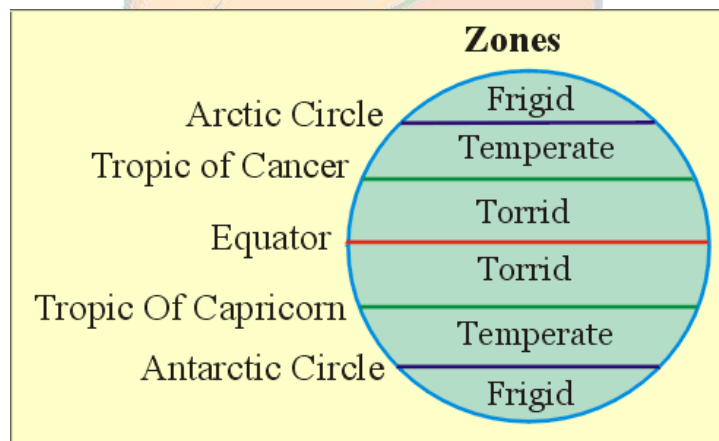 Zones
Frigid
Arctic Circle
Temperate
Tropic of Cancer
Torrid
Equator
Torrid
Tropic Of Capricorn
Temperate
Antarctic Circle
Frigid